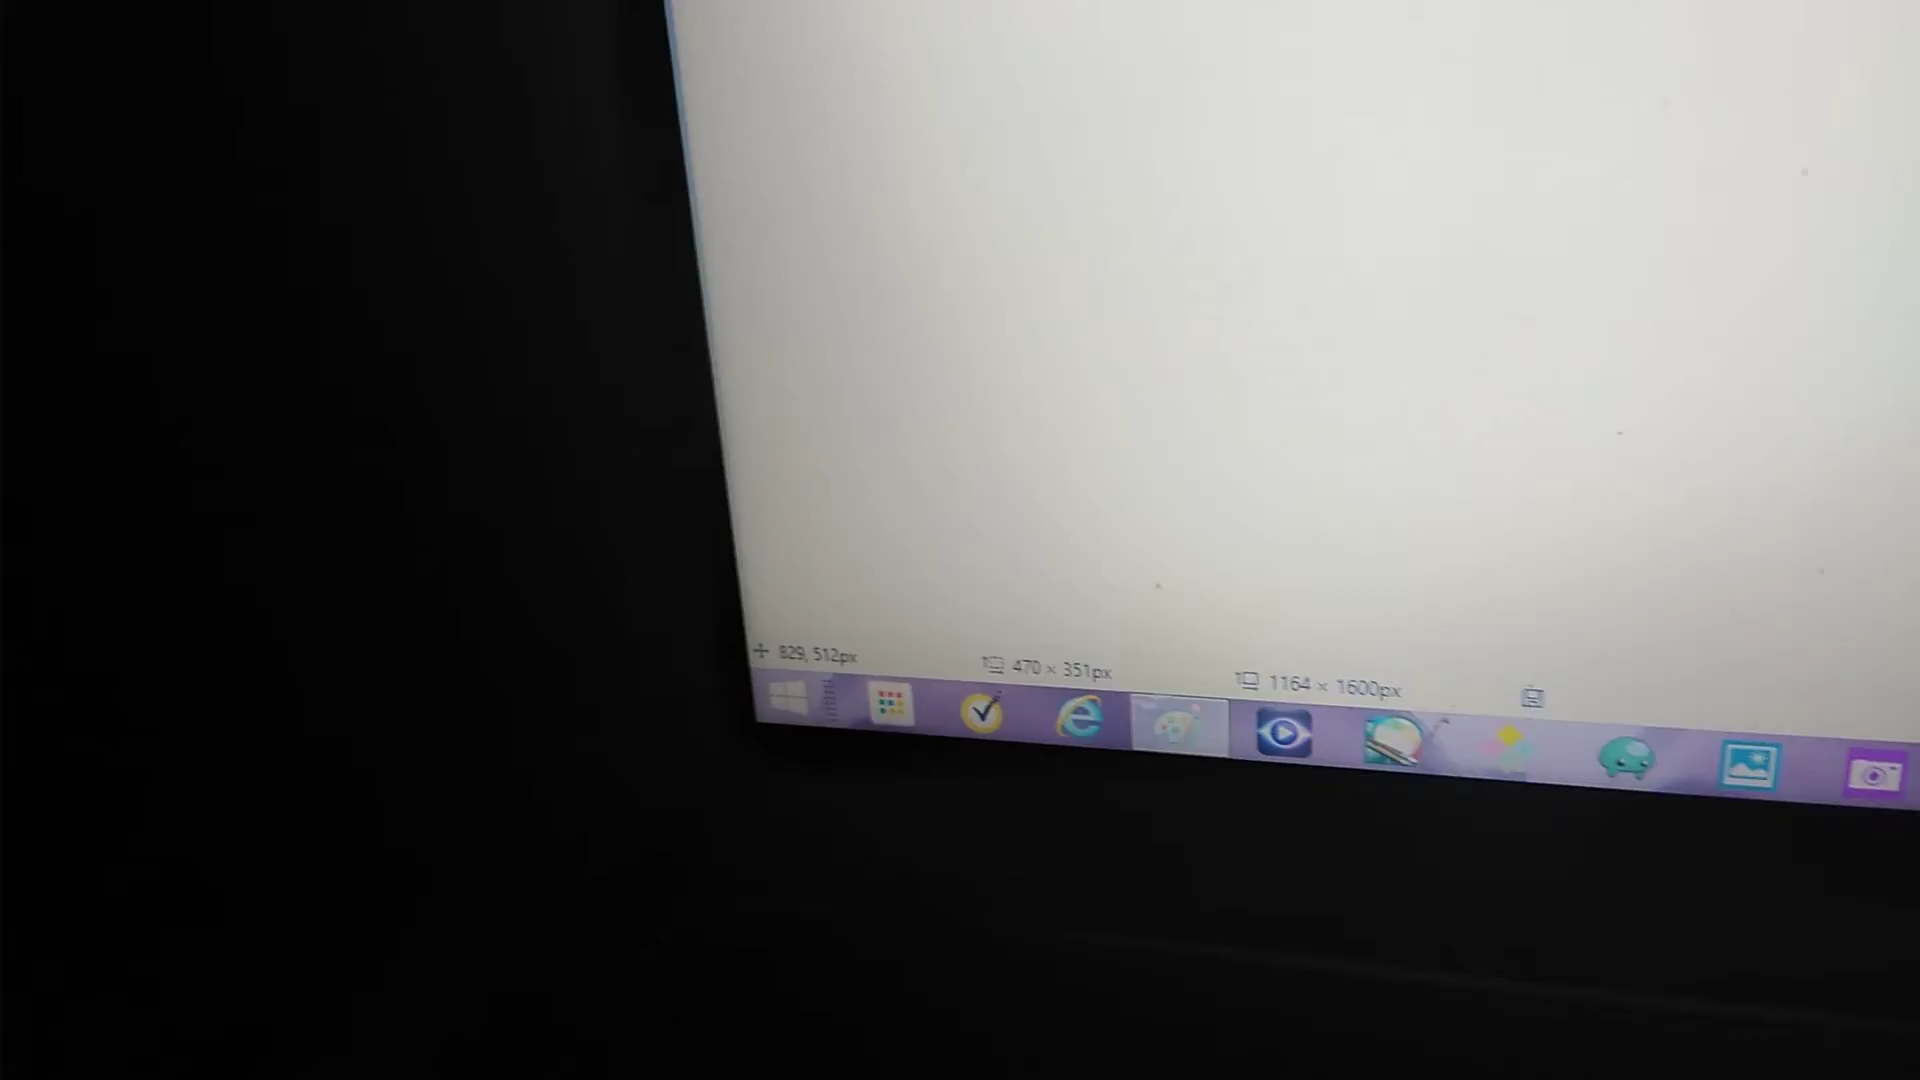 829, 512px
470 × 351px
1164 × 1600px